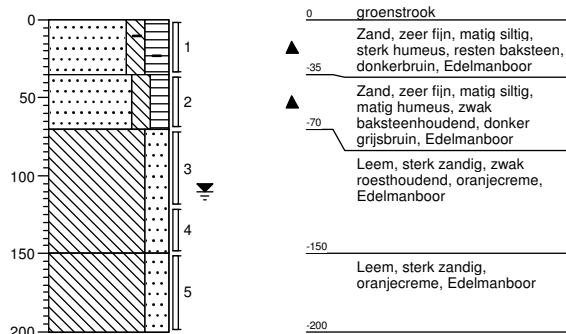 0
50
100
150
200
1
2
3
4
5
0
groenstrook
Zand, zeer fijn, matig siltig,
sterk humeus, resten baksteen,
donkerbruin, Edelmanboor
-35
Zand, zeer fijn, matig siltig,
matig humeus, zwak
baksteenhoudend, donker
grijsbruin, Edelmanboor
-70
Leem, sterk zandig, zwak
roesthoudend, oranjecreme,
Edelmanboor
-150
Leem, sterk zandig,
oranjecreme, Edelmanboor
-200